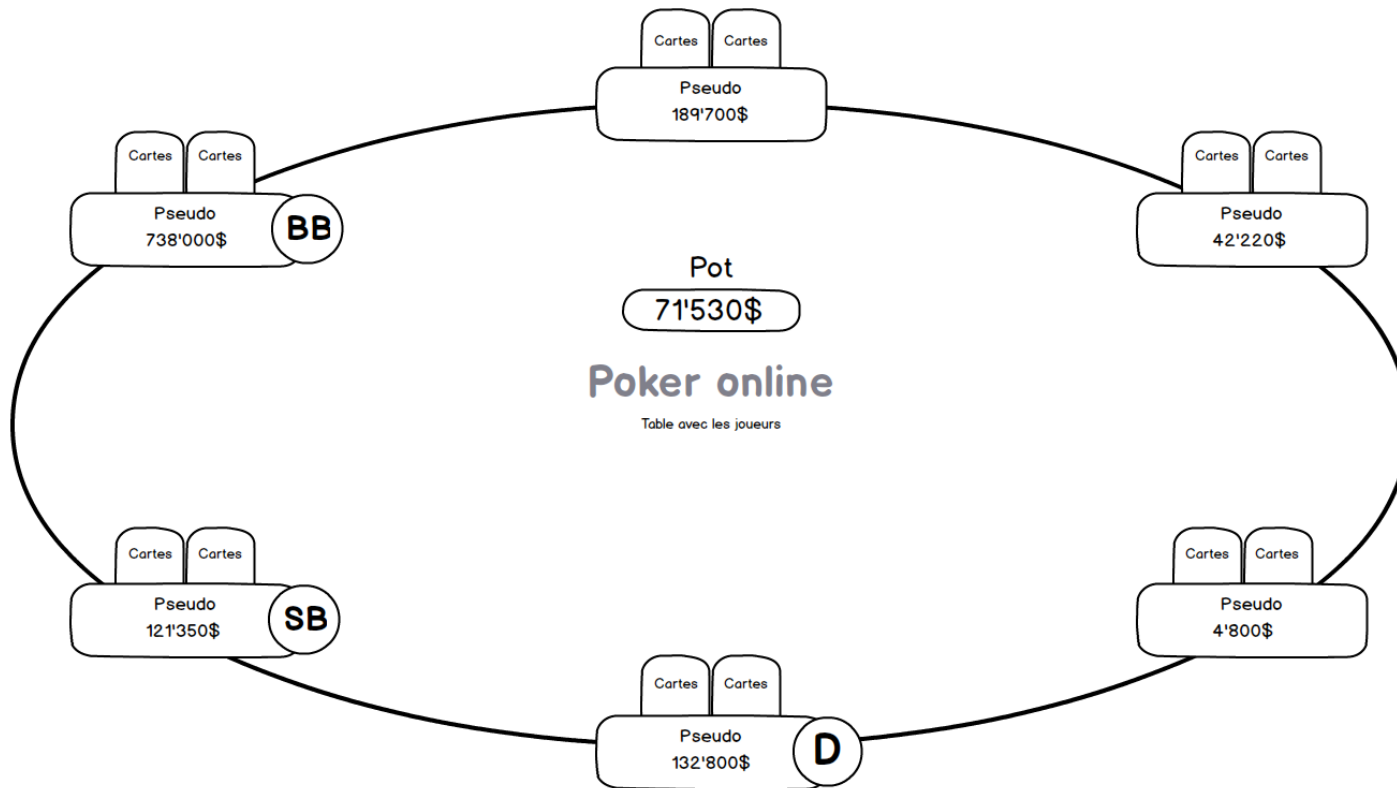 Cartes Cartes
Pseudo
189'700$
Cartes Cartes
Pseudo
738'000$
BB
Cartes Cartes
Pseudo
42'220$
Pot
71'530$
Poker online
Table avec les joueurs
Cartes Cartes
Pseudo
121'350$
SB
Cartes Cartes
Pseudo
4'800$
Cartes Cartes
Pseudo
132'800$
D